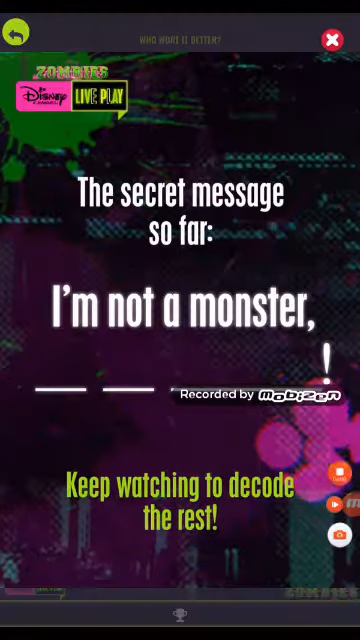 WHO WORE IT BETTER?
ZOMBIES
Disney
CHANNEL
LIVE PLAY
The secret message
so far:
I'm not a monster,
!
Recorded by mobizen
Keep watching to decode
the rest!
ZOMBIES